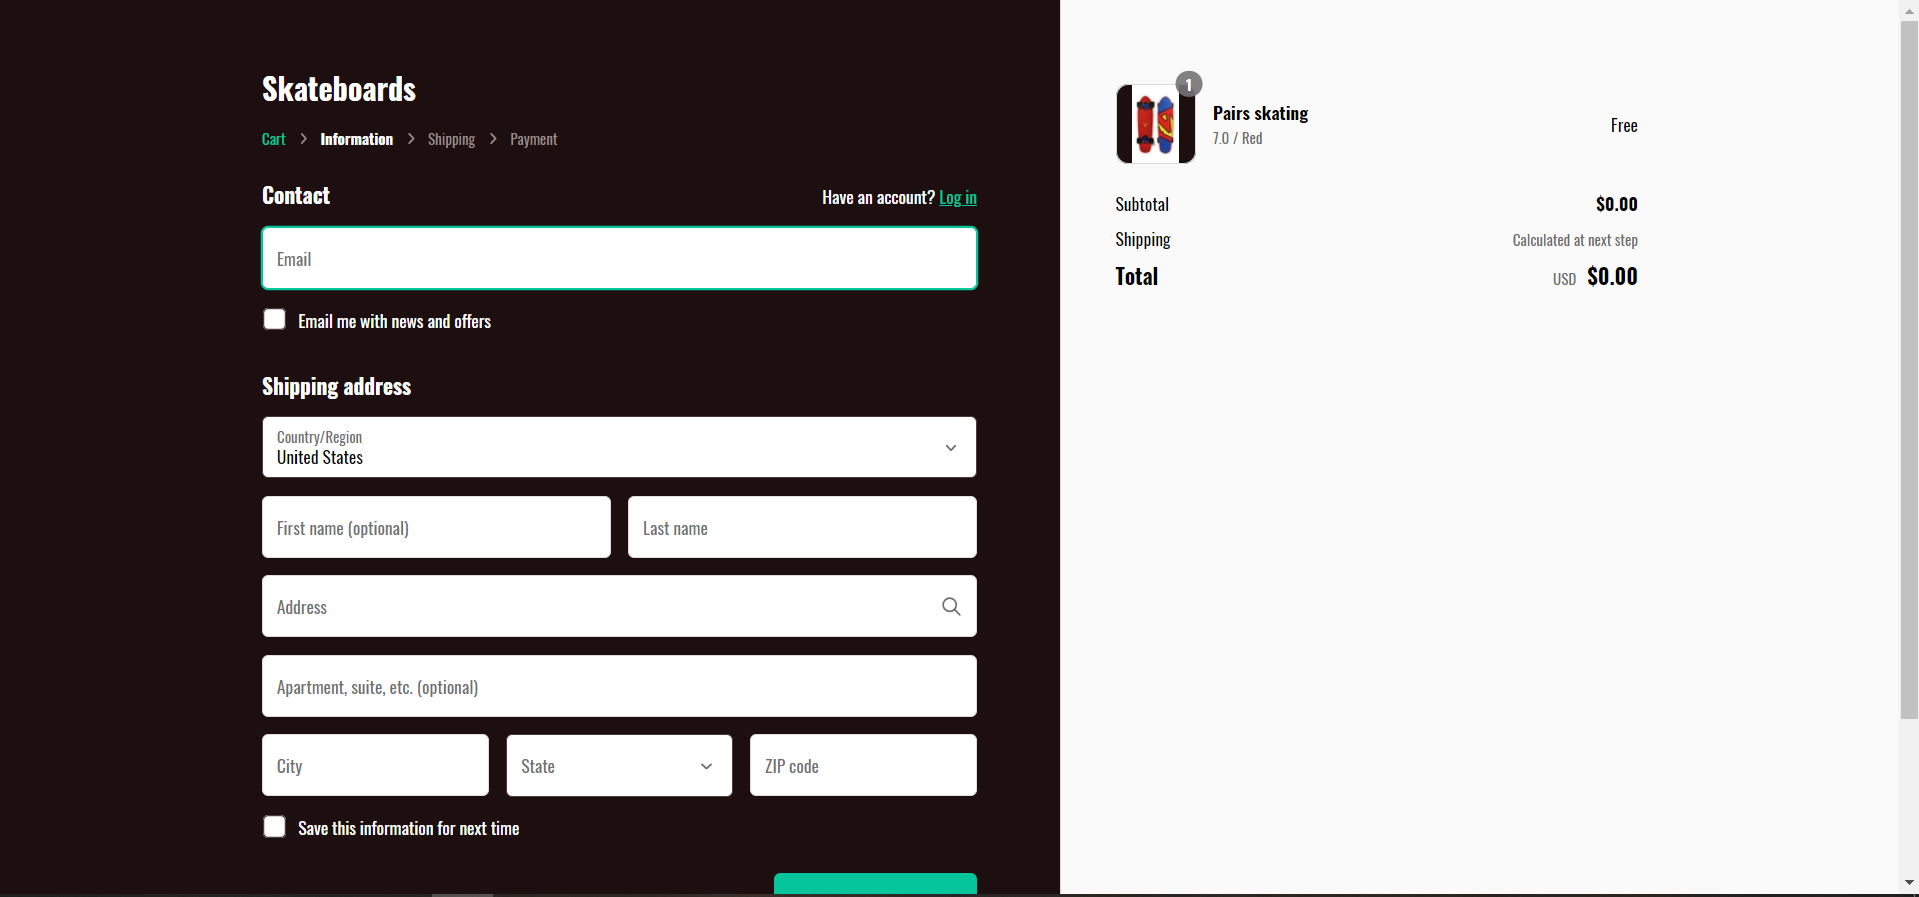 Skateboards
Cart > Information > Shipping > Payment
Contact
Have an account? Log in
Email
Email me with news and offers
Shipping address
Country/Region
United States
First name (optional)
Last name
Address
Apartment, suite, etc. (optional)
City
State
ZIP code
Save this information for next time
1
Pairs skating
7.0 / Red
Free
Subtotal
$0.00
Shipping
Calculated at next step
Total
USD $0.00